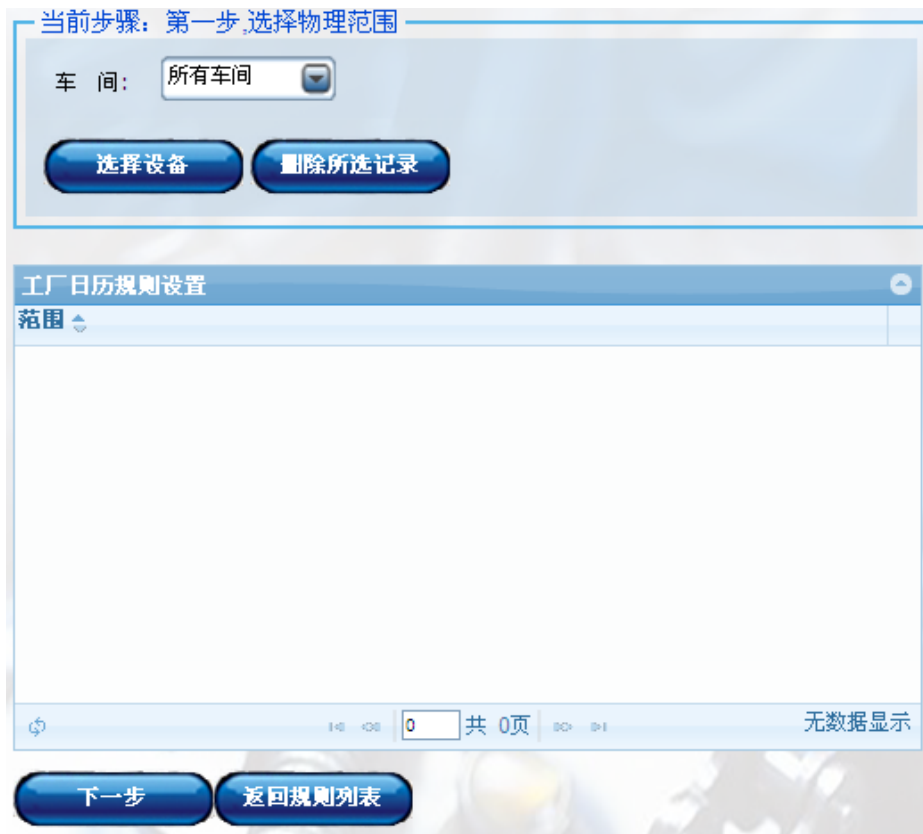 当前步骤：第一步,选择物理范围
车 间： 所有车间
选择设备 删除所选记录
工厂日历规则设置
范围
0 共 0页 无数据显示
下一步 返回规则列表